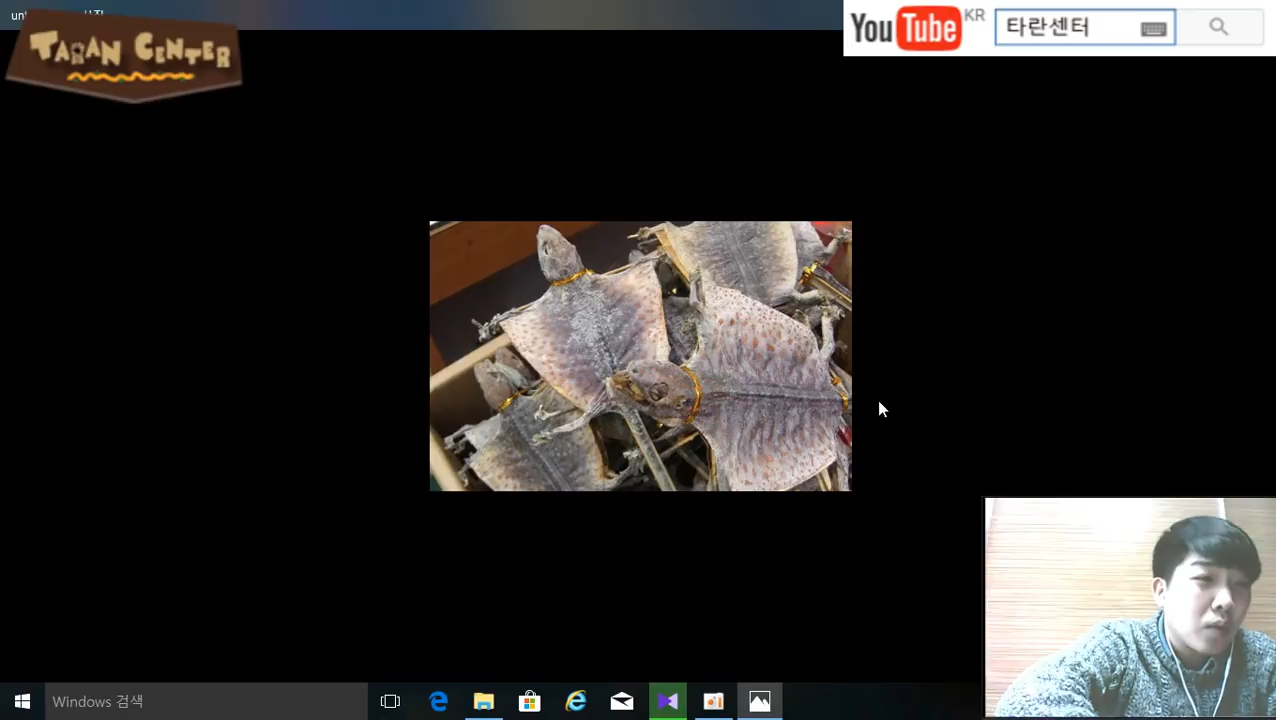 TARAN CENTER
YouTube KR
타란센터
Windows 검색